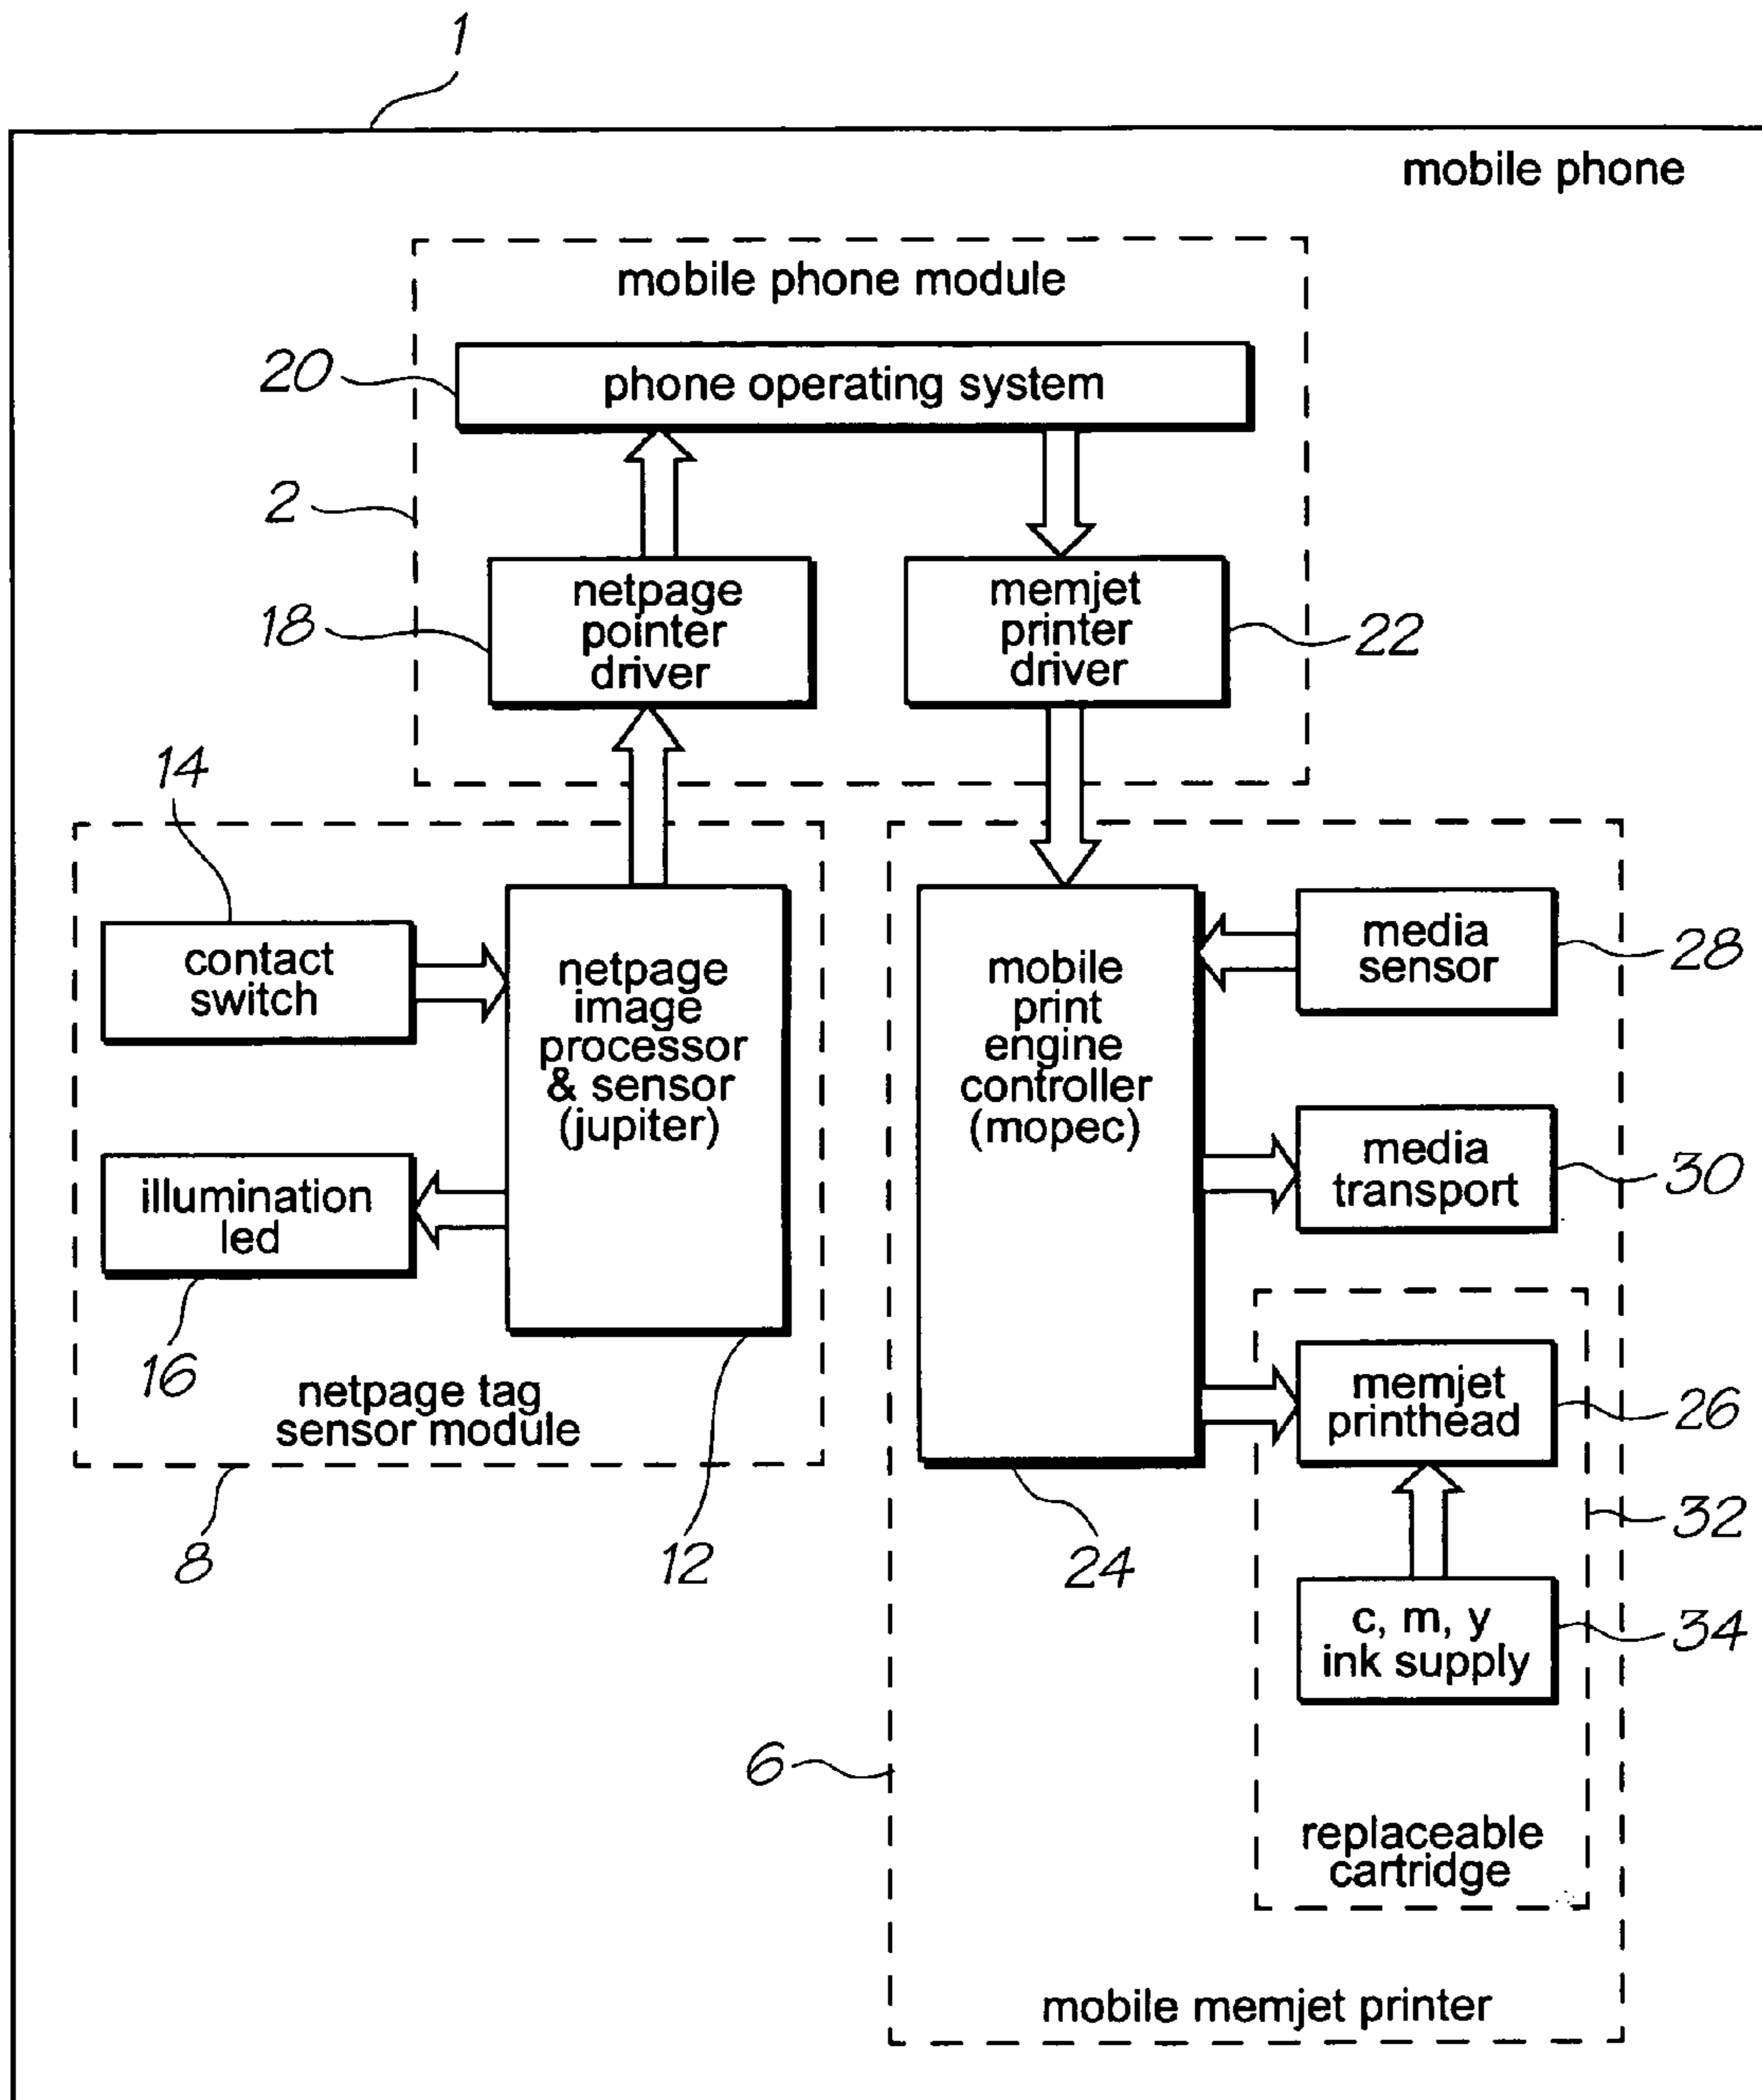 1
mobile phone
mobile phone module
20
phone operating system
2
18
netpage
pointer
driver
memjet
printer
driver
22
14
contact
switch
netpage
image
processor
& sensor
(jupiter)
illumination
led
16
netpage tag
sensor module
8
12
mobile
print
engine
controller
(mopec)
media
sensor
28
media
transport
30
memjet
printhead
26
24
32
c, m, y
ink supply
34
6
replaceable
cartridge
mobile memjet printer